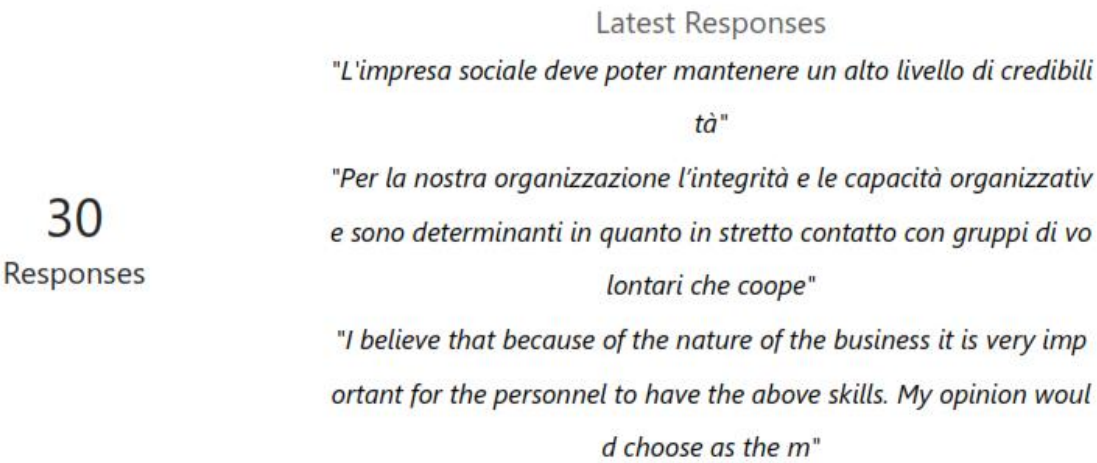 Latest Responses
"L'impresa sociale deve poter mantenere un alto livello di credibili
tà"
"Per la nostra organizzazione l'integrità e le capacità organizzativ
e sono determinanti in quanto in stretto contatto con gruppi di vo
lontari che coope"
"I believe that because of the nature of the business it is very imp
ortant for the personnel to have the above skills. My opinion woul
d choose as the m"
30
Responses